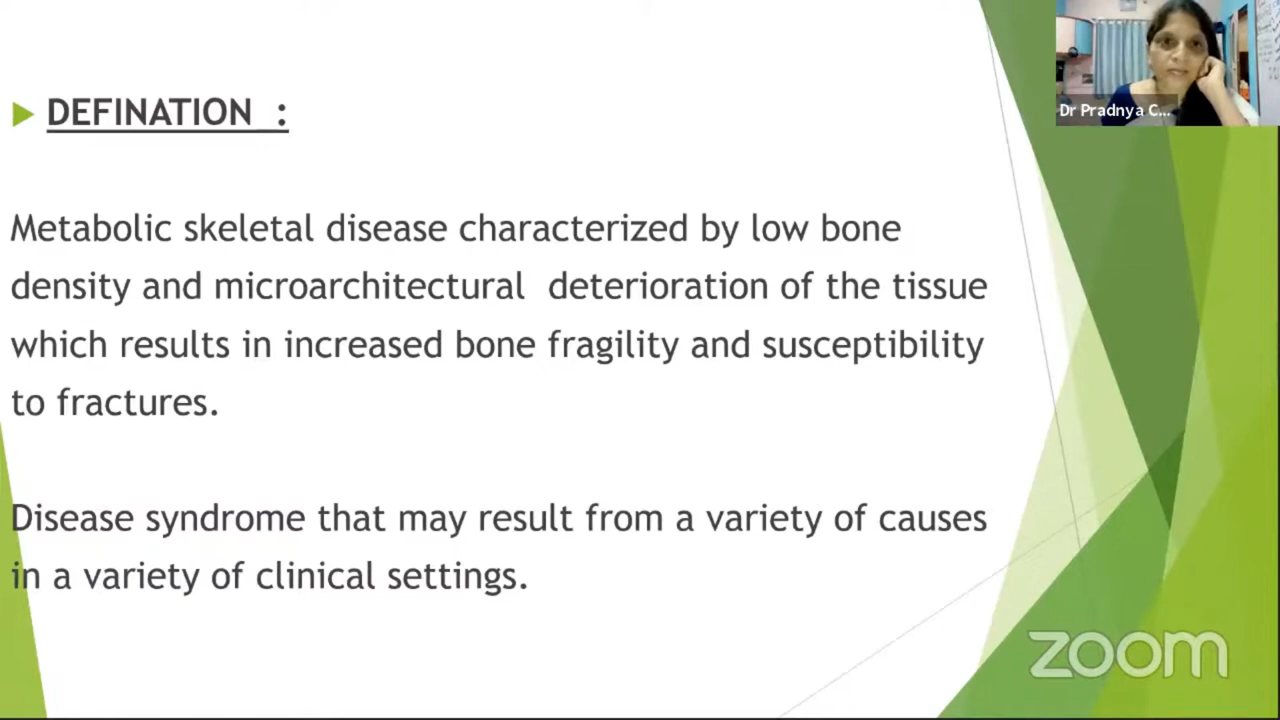 DEFINATION :
Metabolic skeletal disease characterized by low bone
density and microarchitectural deterioration of the tissue
which results in increased bone fragility and susceptibility
to fractures.
Disease syndrome that may result from a variety of causes
in a variety of clinical settings.
Dr Pradnya C...
zoom